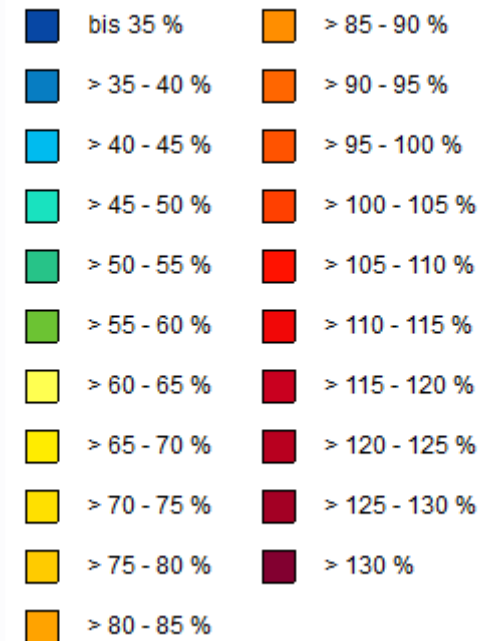 bis 35 %
> 35 - 40 %
> 40 - 45 %
> 45 - 50 %
> 50 - 55 %
> 55 - 60 %
> 60 - 65 %
> 65 - 70 %
> 70 - 75 %
> 75 - 80 %
> 80 - 85 %
> 85 - 90 %
> 90 - 95 %
> 95 - 100 %
> 100 - 105 %
> 105 - 110 %
> 110 - 115 %
> 115 - 120 %
> 120 - 125 %
> 125 - 130 %
> 130 %